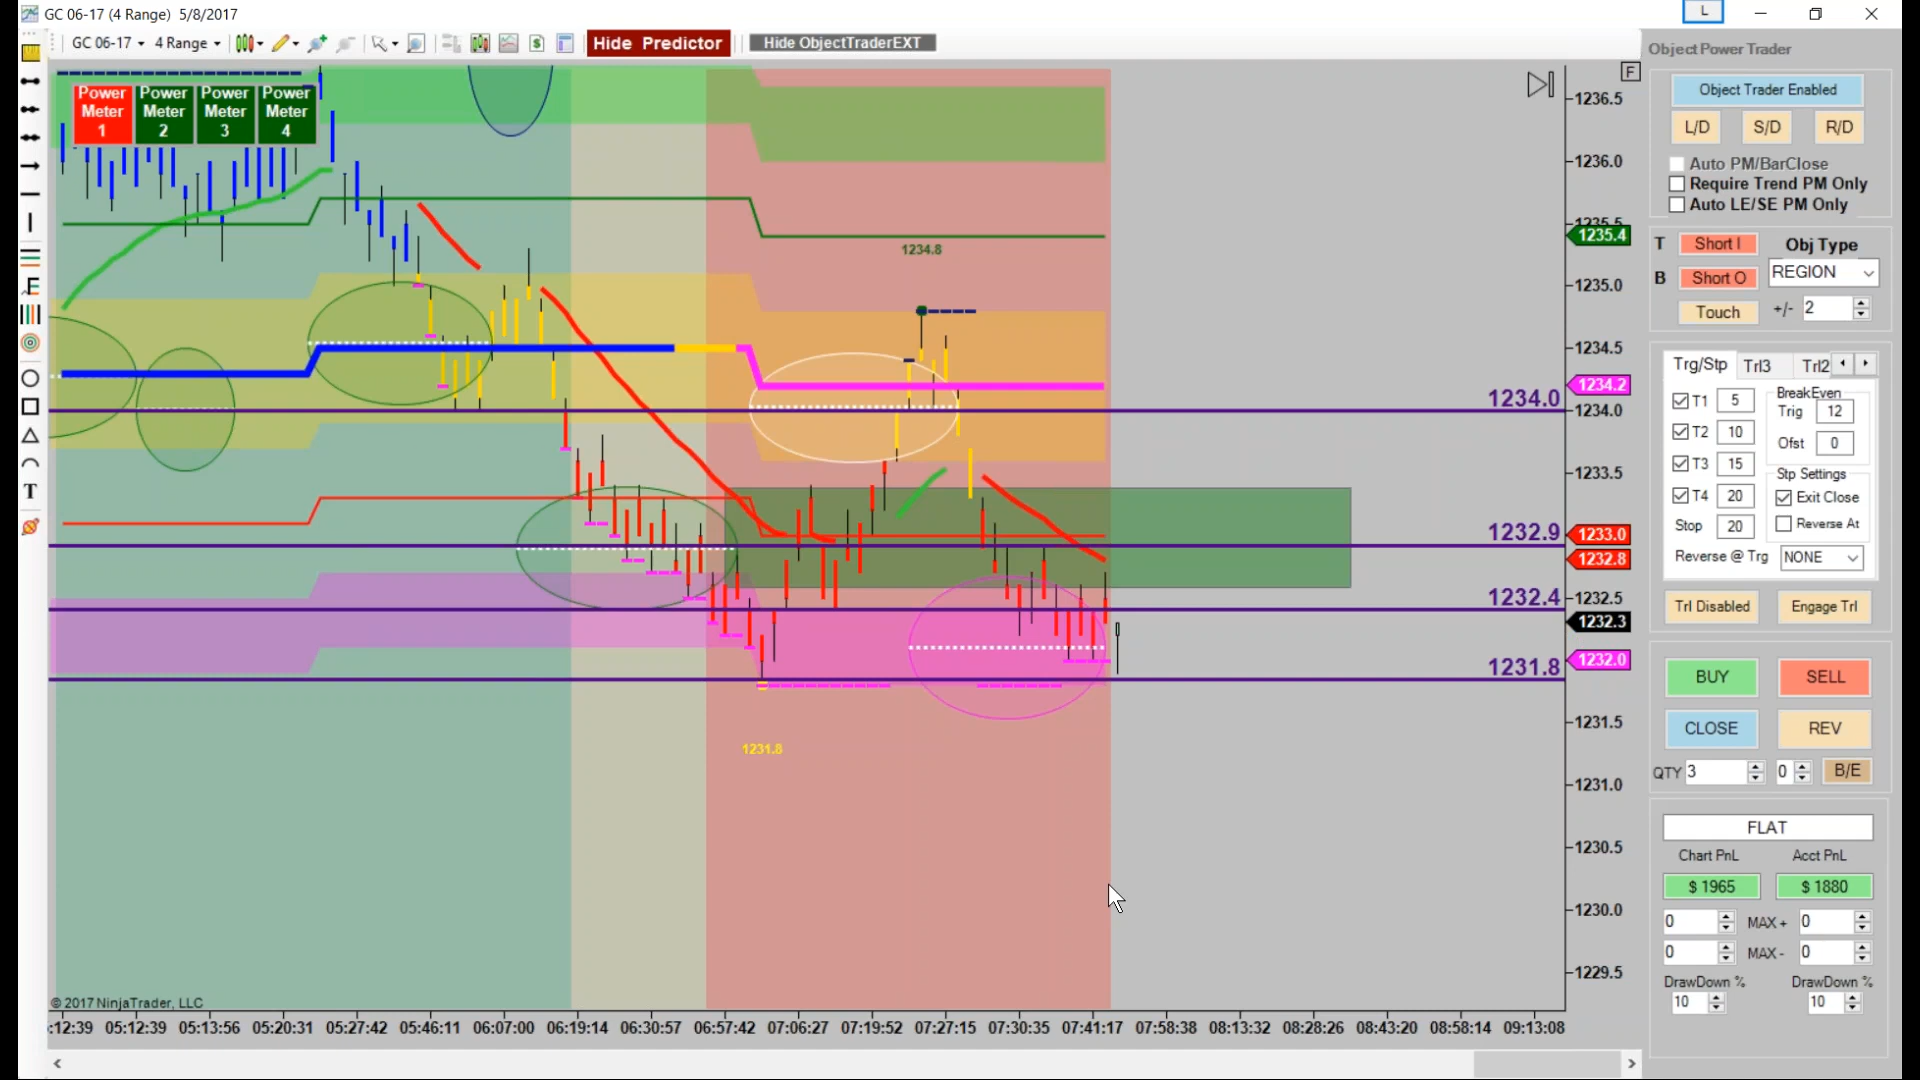 GC 06-17 (4 Range) 5/8/2017
L
GC 06-17 4 Range Hide Predictor Hide ObjectTraderEXT
Power Meter 1
Power Meter 2
Power Meter 3
Power Meter 4
F
1236.5
1236.0
1235.5
1235.4
1235.0
1234.5
1234.2
1234.0
1233.5
1233.0
1232.8
1232.5
1232.3
1232.0
1231.5
1231.0
1230.5
1230.0
1229.5
1234.8
1234.0
1232.9
1232.4
1231.8
1231.8
T
© 2017 NinjaTrader, LLC
:12:39 05:12:39 05:13:56 05:20:31 05:27:42 05:46:11 06:07:00 06:19:14 06:30:57 06:57:42 07:06:27 07:19:52 07:27:15 07:30:35 07:41:17 07:58:38 08:13:32 08:28:26 08:43:20 08:58:14 09:13:08
Object Power Trader
Object Trader Enabled
L/D S/D R/D
Auto PM/BarClose
Require Trend PM Only
Auto LE/SE PM Only
T Short I Obj Type
B Short O REGION
Touch +/- 2
Trg/Stp Trl3 Trl2
T1 5
T2 10
T3 15
T4 20
Stop 20
BreakEven
Trig 12
Ofst 0
Stp Settings
Exit Close
Reverse At
Reverse @ Trg NONE
Trl Disabled Engage Trl
BUY SELL
CLOSE REV
QTY 3 0 B/E
FLAT
Chart PnL Acct PnL
$ 1965 $ 1880
0 MAX + 0
0 MAX - 0
DrawDown % DrawDown %
10 10